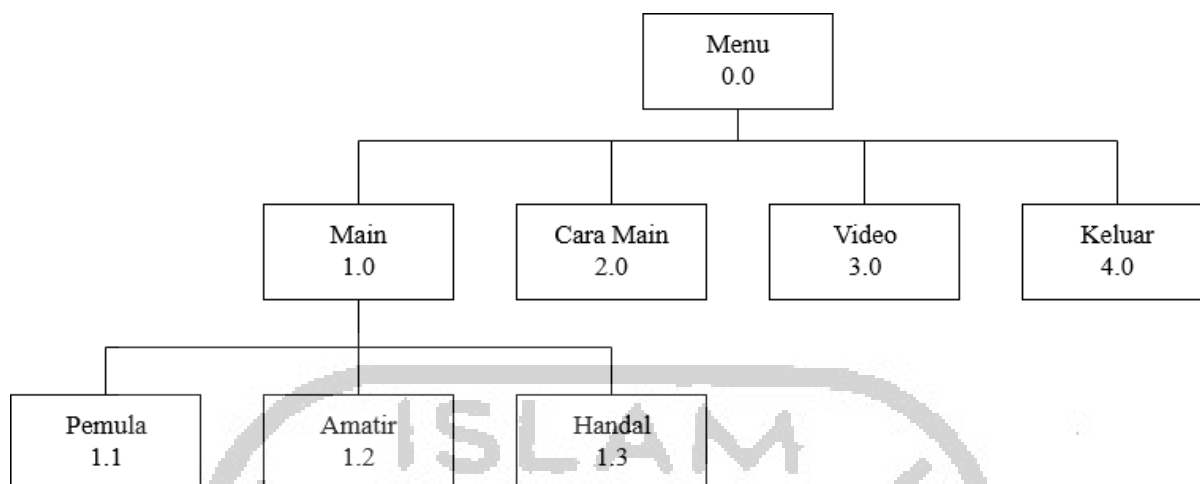 Menu
0.0
Main
1.0
Cara Main
2.0
Video
3.0
Keluar
4.0
Pemula
1.1
Amatir
1.2
Handal
1.3
ISLAM